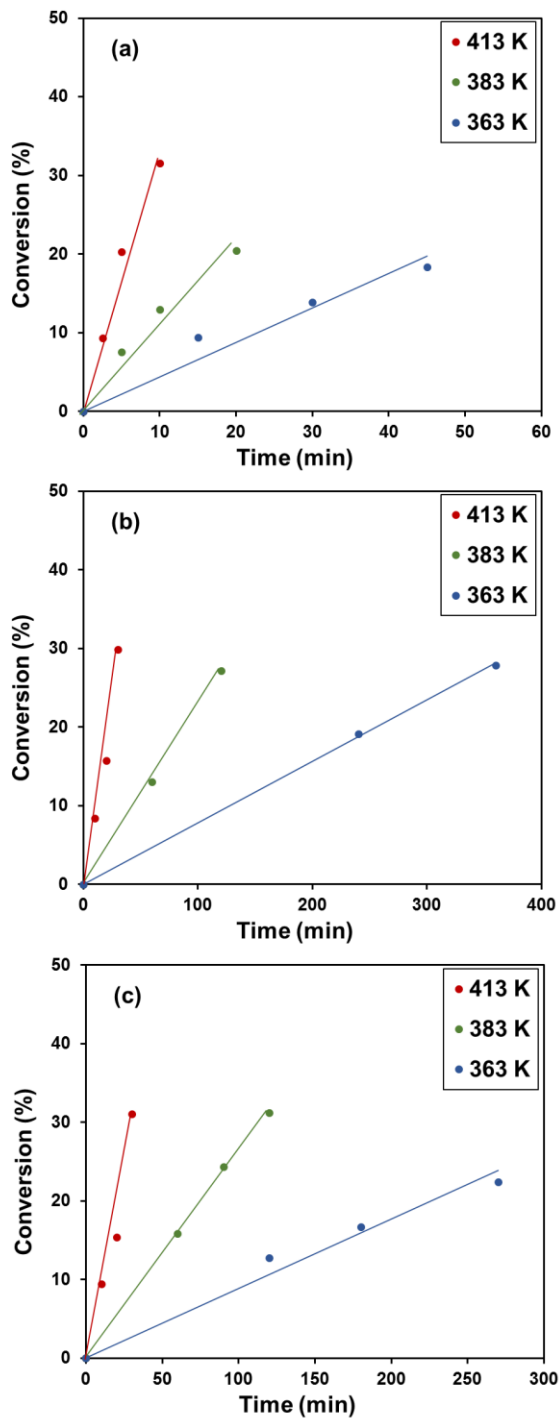 50
(a)
413 K
383 K
363 K
40
30
20
10
0
Conversion (%)
0 10 20 30 40 50 60
Time (min)
50
(b)
413 K
383 K
363 K
40
30
20
10
0
Conversion (%)
0 100 200 300 400
Time (min)
50
(c)
413 K
383 K
363 K
40
30
20
10
0
Conversion (%)
0 50 100 150 200 250 300
Time (min)